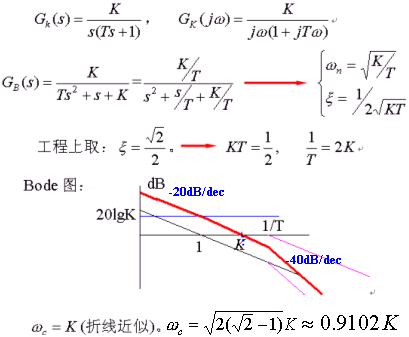 G_k(s) = K / s(Ts+1) ， G_K(jω) = K / jω(1+jTω) ↵
G_B(s) = K / (Ts²+s+K) = (K/T) / (s²+s/T+K/T) → { ω_n = √(K/T) ξ = 1/(2√(KT)) ↵
工程上取：ξ = √2/2 。→ KT = 1/2 , 1/T = 2K ↵
Bode 图：
dB
-20dB/dec
20lgK
1/T
1
K
-40dB/dec
ω_c = K (折线近似)。ω_c = √(2(√2−1)) K ≈ 0.9102 K
↵